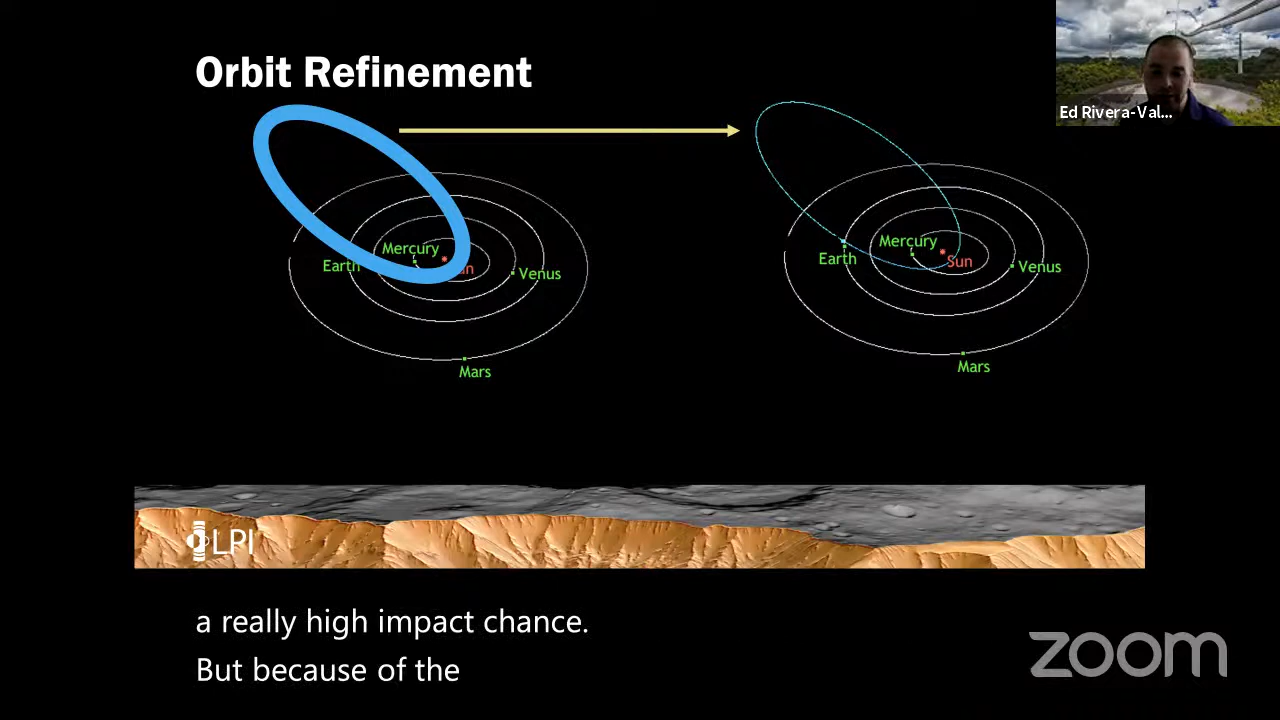 Orbit Refinement
Ed Rivera-Val...
Mercury
Earth
un
Venus
Mars
Mercury
Earth
Sun
Venus
Mars
LPI
a really high impact chance.
But because of the
zoom